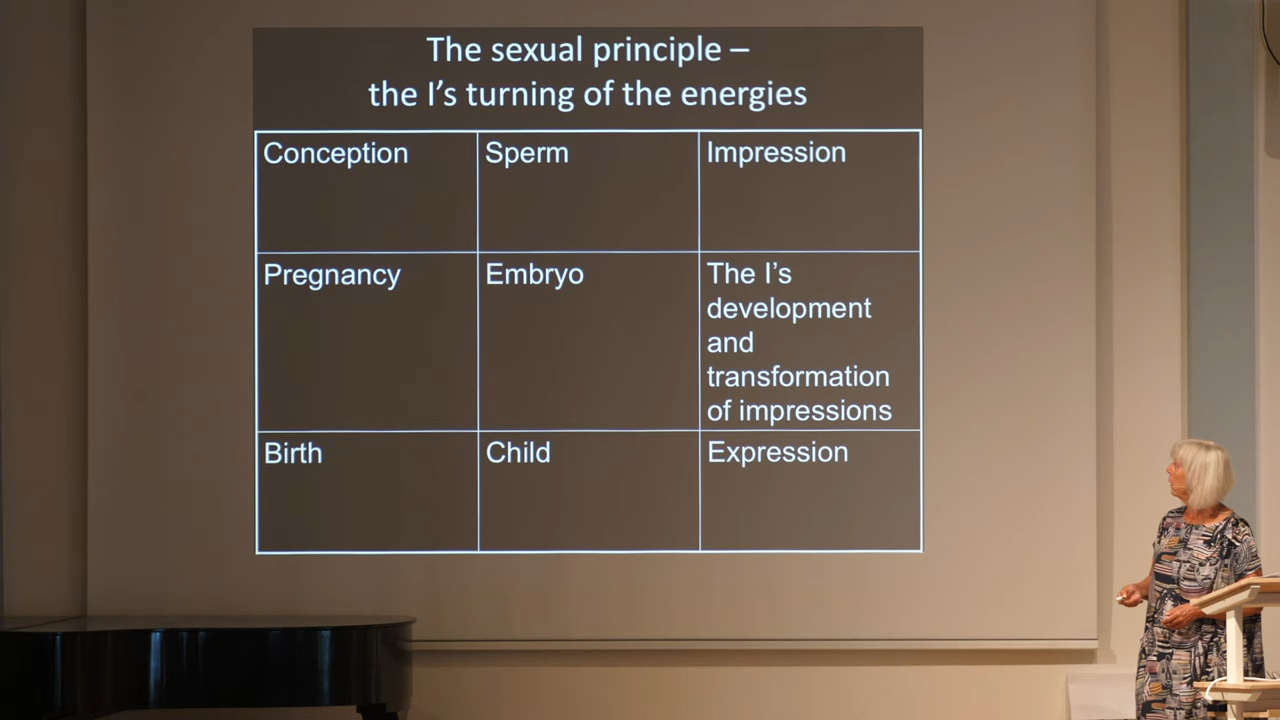 The sexual principle –
the I's turning of the energies
Conception Sperm Impression
Pregnancy Embryo The I's
development
and
transformation
of impressions
Birth Child Expression